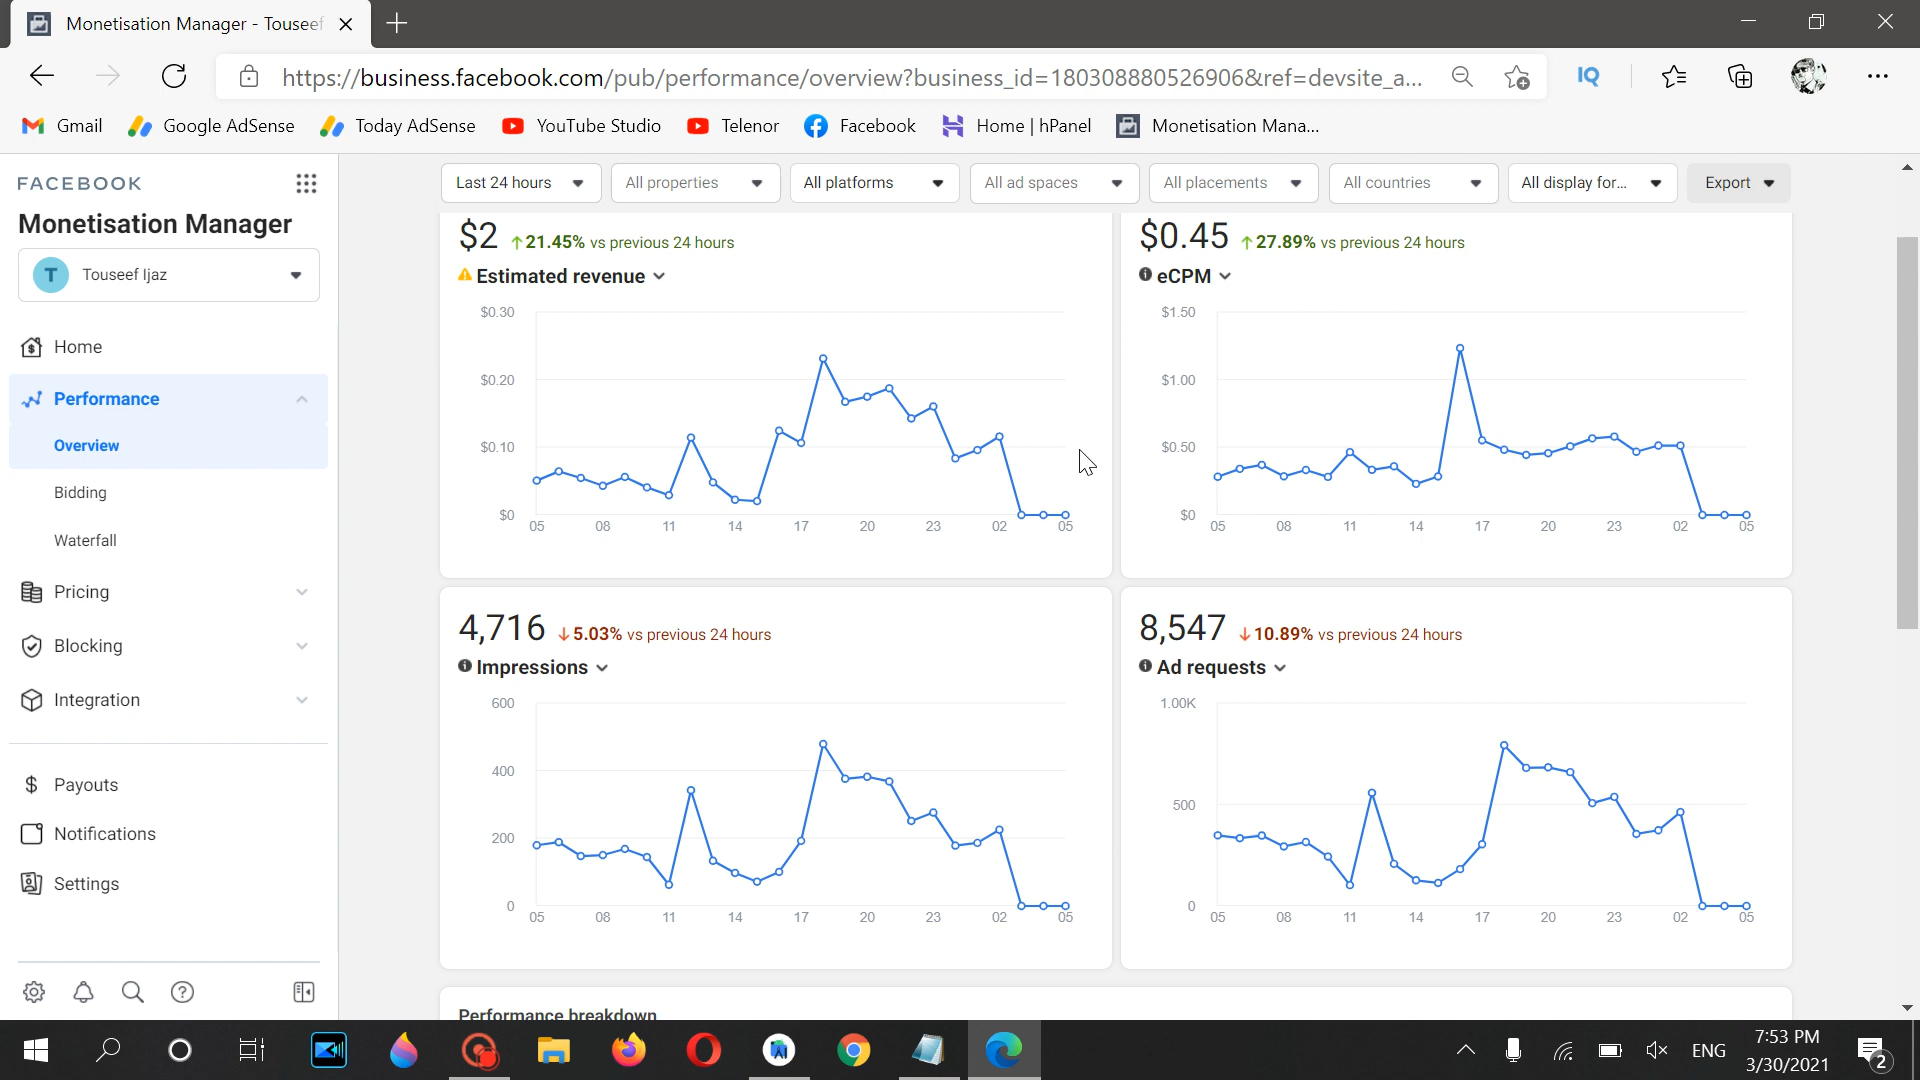 Monetisation Manager - Touseef
https://business.facebook.com/pub/performance/overview?business_id=180308880526906&ref=devsite_a...
IQ
Gmail Google AdSense Today AdSense YouTube Studio Telenor Facebook Home | hPanel Monetisation Mana...
FACEBOOK
Monetisation Manager
T Touseef Ijaz
Home
Performance
Overview
Bidding
Waterfall
Pricing
Blocking
Integration
Payouts
Notifications
Settings
Last 24 hours All properties All platforms All ad spaces All placements All countries All display for... Export
$2 ↑21.45% vs previous 24 hours
Estimated revenue
$0.30
$0.20
$0.10
$0
05 08 11 14 17 20 23 02 05
$0.45 ↑27.89% vs previous 24 hours
eCPM
$1.50
$1.00
$0.50
$0
05 08 11 14 17 20 23 02 05
4,716 ↓5.03% vs previous 24 hours
Impressions
600
400
200
0
05 08 11 14 17 20 23 02 05
8,547 ↓10.89% vs previous 24 hours
Ad requests
1.00K
500
0
05 08 11 14 17 20 23 02 05
Performance breakdown
ENG
7:53 PM
3/30/2021
2